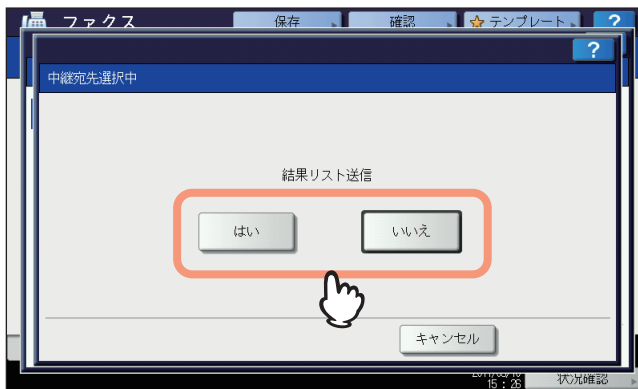 ファクス 保存 確認 テンプレート ?
?
中継宛先選択中
結果リスト送信
はい いいえ
キャンセル
15:26 状況確認